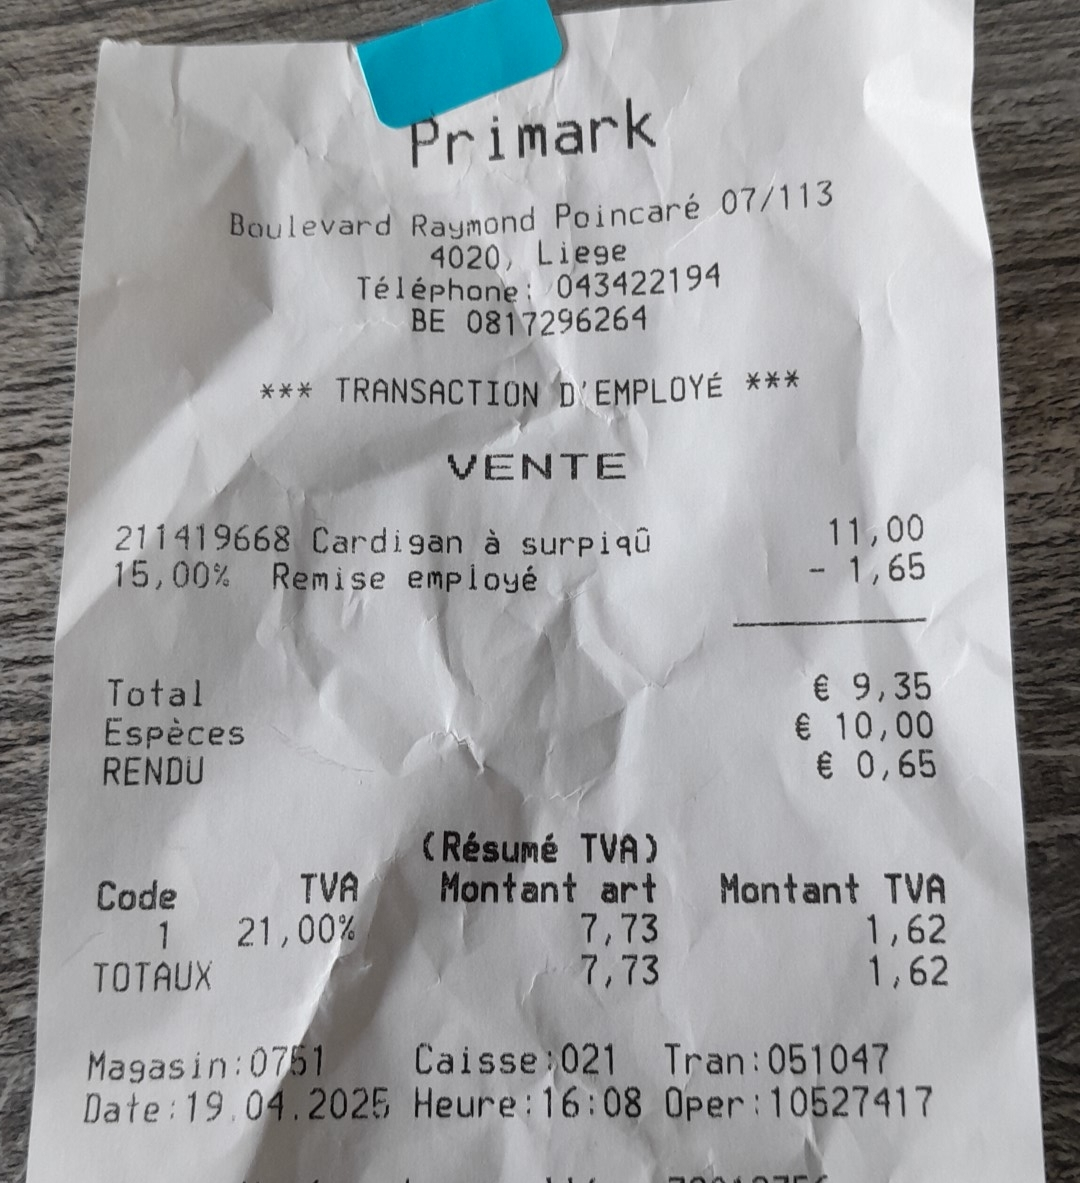 Primark
Boulevard Raymond Poincaré 07/113
4020, Liege
Téléphone: 043422194
BE 0817296264
*** TRANSACTION D'EMPLOYÉ ***
VENTE
211419668 Cardigan à surpiqû 11,00
15,00% Remise employé - 1,65
Total € 9,35
Espèces € 10,00
RENDU € 0,65
(Résumé TVA)
Code TVA Montant art Montant TVA
1 21,00% 7,73 1,62
TOTAUX 7,73 1,62
Magasin:0751 Caisse:021 Tran:051047
Date:19.04.2025 Heure:16:08 Oper:10527417